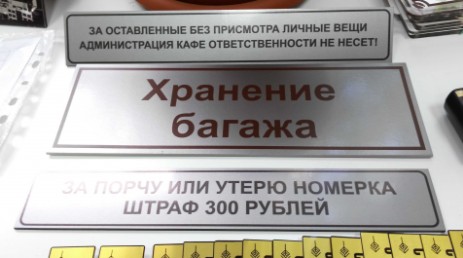 ЗА ОСТАВЛЕННЫЕ БЕЗ ПРИСМОТРА ЛИЧНЫЕ ВЕЩИ
АДМИНИСТРАЦИЯ КАФЕ ОТВЕТСТВЕННОСТИ НЕ НЕСЕТ!
Хранение
багажа
ЗА ПОРЧУ ИЛИ УТЕРЮ НОМЕРКА
ШТРАФ 300 РУБЛЕЙ